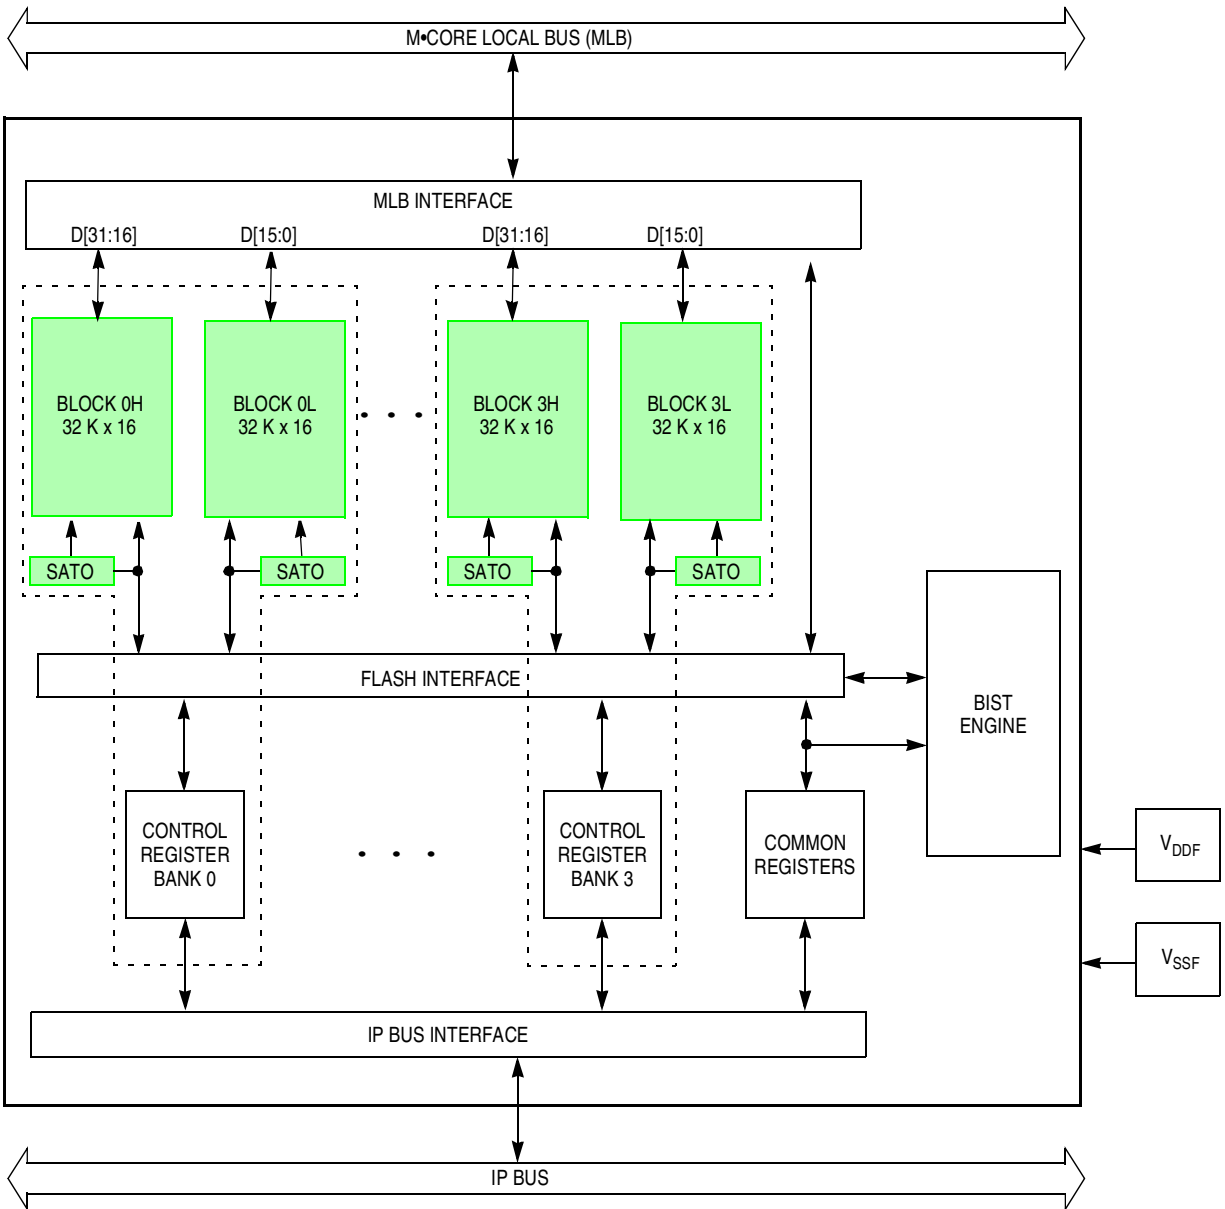 M•CORE LOCAL BUS (MLB)
MLB INTERFACE
D[31:16]
D[15:0]
D[31:16]
D[15:0]
BLOCK 0H
32 K x 16
BLOCK 0L
32 K x 16
• • •
BLOCK 3H
32 K x 16
BLOCK 3L
32 K x 16
SATO
SATO
SATO
SATO
FLASH INTERFACE
BIST
ENGINE
CONTROL
REGISTER
BANK 0
• • •
CONTROL
REGISTER
BANK 3
COMMON
REGISTERS
VDDF
VSSF
IP BUS INTERFACE
IP BUS